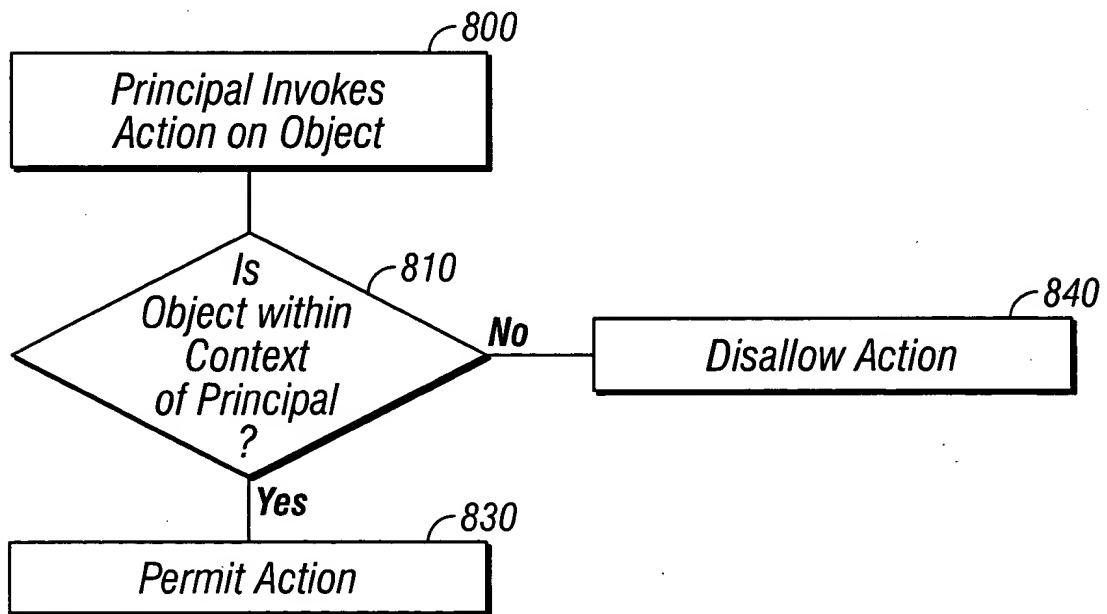 800
Principal Invokes
Action on Object
810
Is
Object within
Context
of Principal
?
No
840
Disallow Action
Yes
830
Permit Action